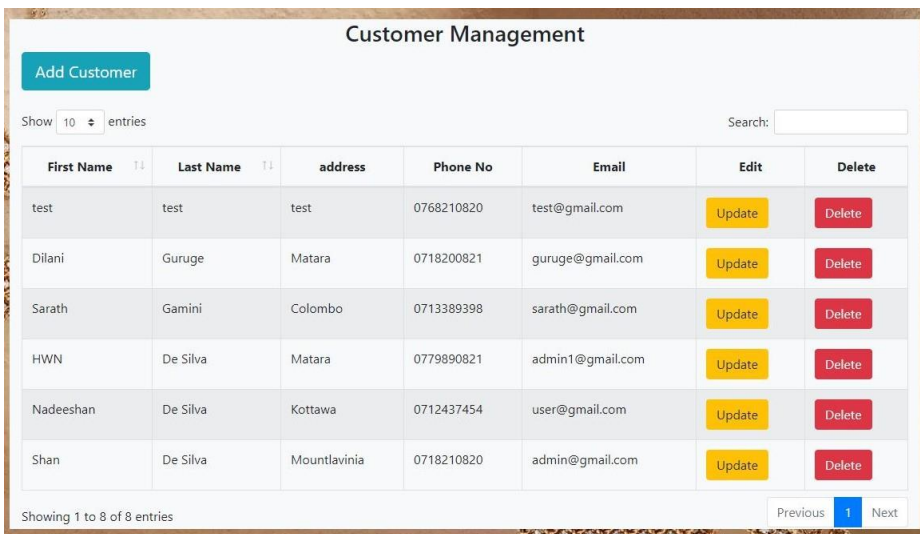 Customer Management
Add Customer
Show 10 entries
Search:
First Name Last Name address Phone No Email Edit Delete
test test test 0768210820 test@gmail.com Update Delete
Dilani Guruge Matara 0718200821 guruge@gmail.com Update Delete
Sarath Gamini Colombo 0713389398 sarath@gmail.com Update Delete
HWN De Silva Matara 0779890821 admin1@gmail.com Update Delete
Nadeeshan De Silva Kottawa 0712437454 user@gmail.com Update Delete
Shan De Silva Mountlavinia 0718210820 admin@gmail.com Update Delete
Showing 1 to 8 of 8 entries
Previous 1 Next